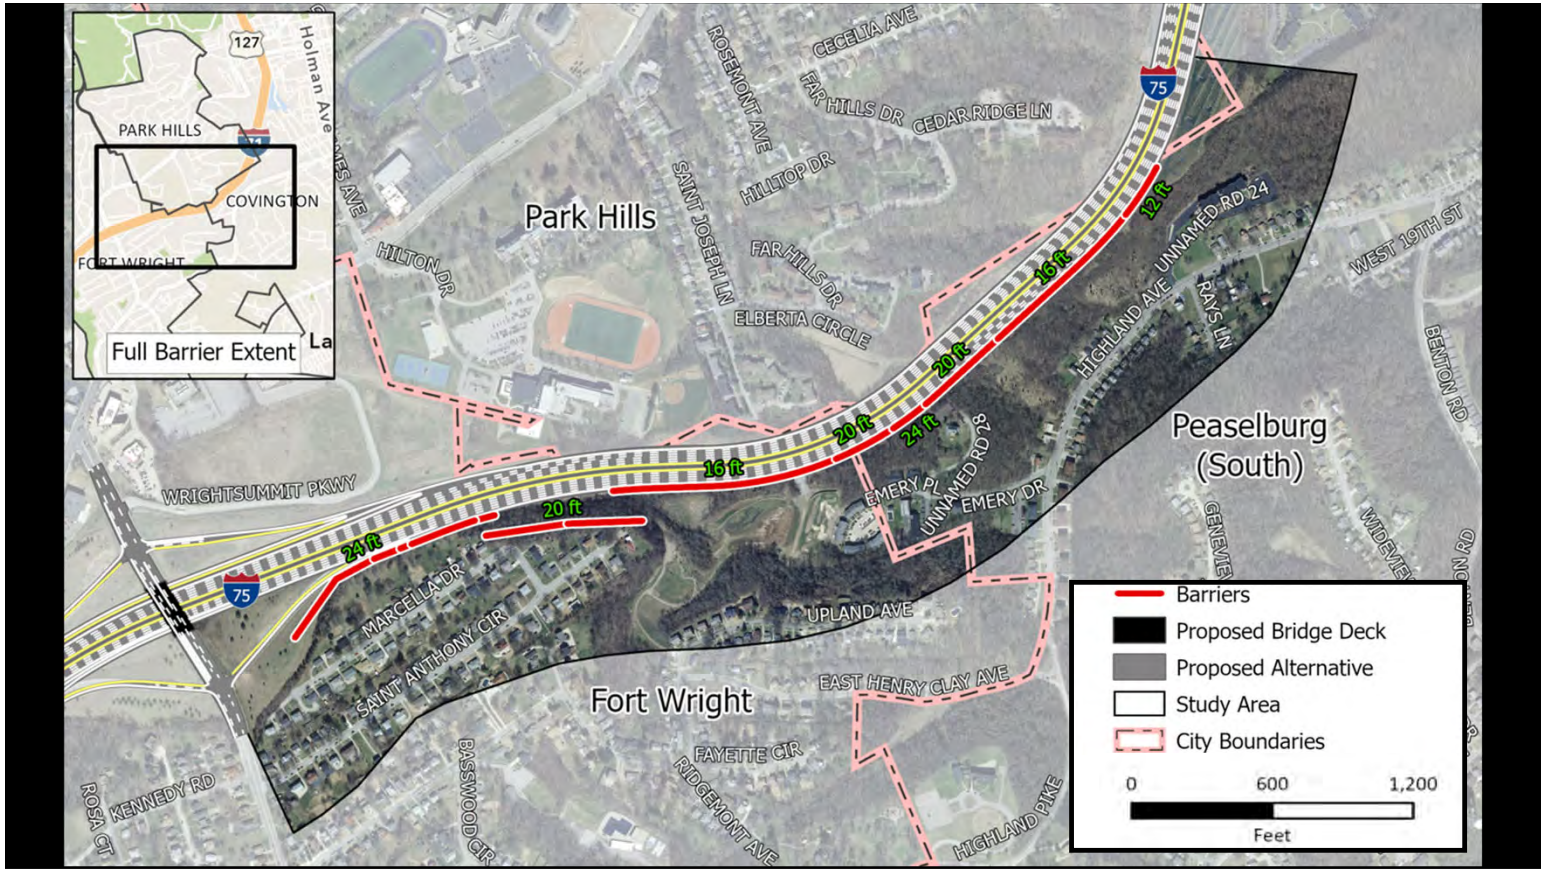 127
Holman Ave
PARK HILLS
71
COVINGTON
FORT WRIGHT
La
Full Barrier Extent
CECELIA AVE
ROSEMONT AVE
FAR HILLS DR
CEDAR RIDGE LN
75
HILLTOP DR
SAINT JOSEPH LN
Park Hills
12 ft
UNNAMED RD 24
WEST 19TH ST
HILTON DR
FAR HILLS DR
16 ft
ELBERTA CIRCLE
HIGHLAND AVE
RAYS LN
BENTON RD
20 ft
20 ft
24 ft
Peaselburg
(South)
16 ft
WRIGHTSUMMIT PKWY
EMERY PL
UNNAMED RD 28
EMERY DR
20 ft
24 ft
GENEVIEV
WIDEVIEW
75
MARCELLA DR
SAINT ANTHONY CIR
UPLAND AVE
EAST HENRY CLAY AVE
Fort Wright
FAYETTE CIR
RIDGEMONT AVE
BASSWOOD CIR
KENNEDY RD
ROSA CT
HIGHLAND PIKE
Barriers
Proposed Bridge Deck
Proposed Alternative
Study Area
City Boundaries
0 600 1,200
Feet